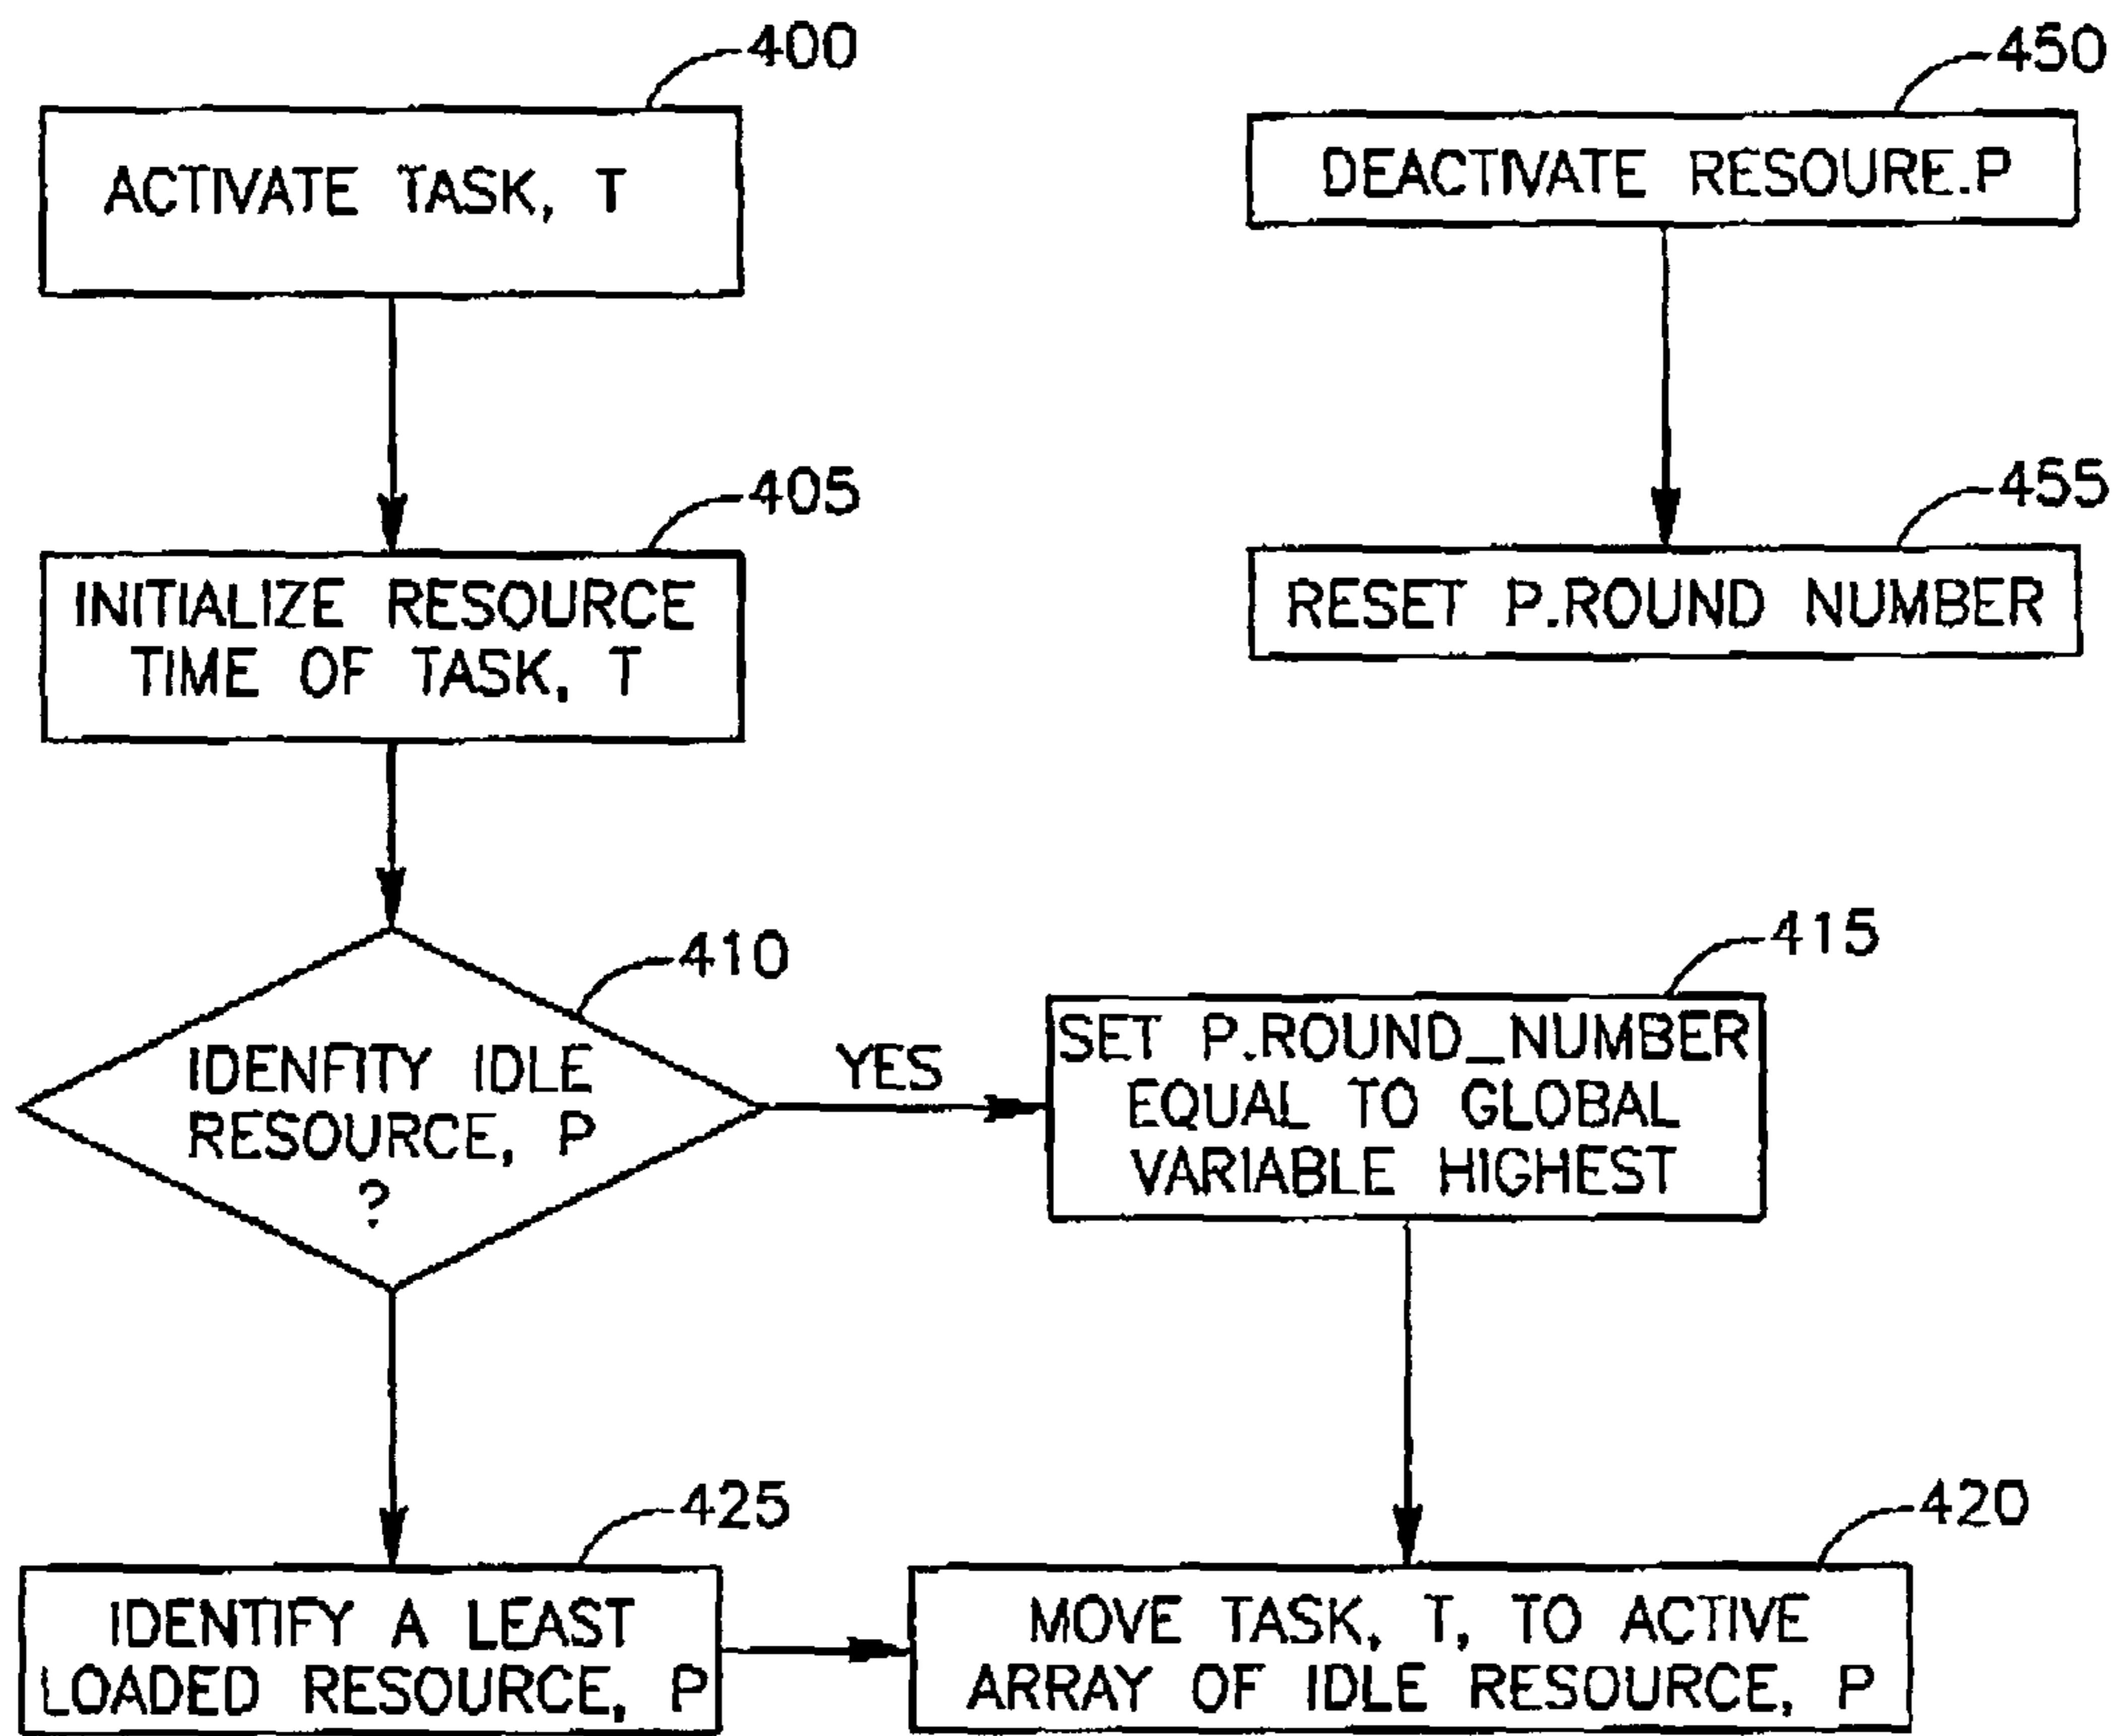 400
ACTIVATE TASK, T
405
INITIALIZE RESOURCE
TIME OF TASK, T
410
IDENFITY IDLE
RESOURCE, P
?
YES
415
SET P.ROUND_NUMBER
EQUAL TO GLOBAL
VARIABLE HIGHEST
425
IDENTIFY A LEAST
LOADED RESOURCE, P
420
MOVE TASK, T, TO ACTIVE
ARRAY OF IDLE RESOURCE, P
450
DEACTIVATE RESOURE.P
455
RESET P.ROUND NUMBER